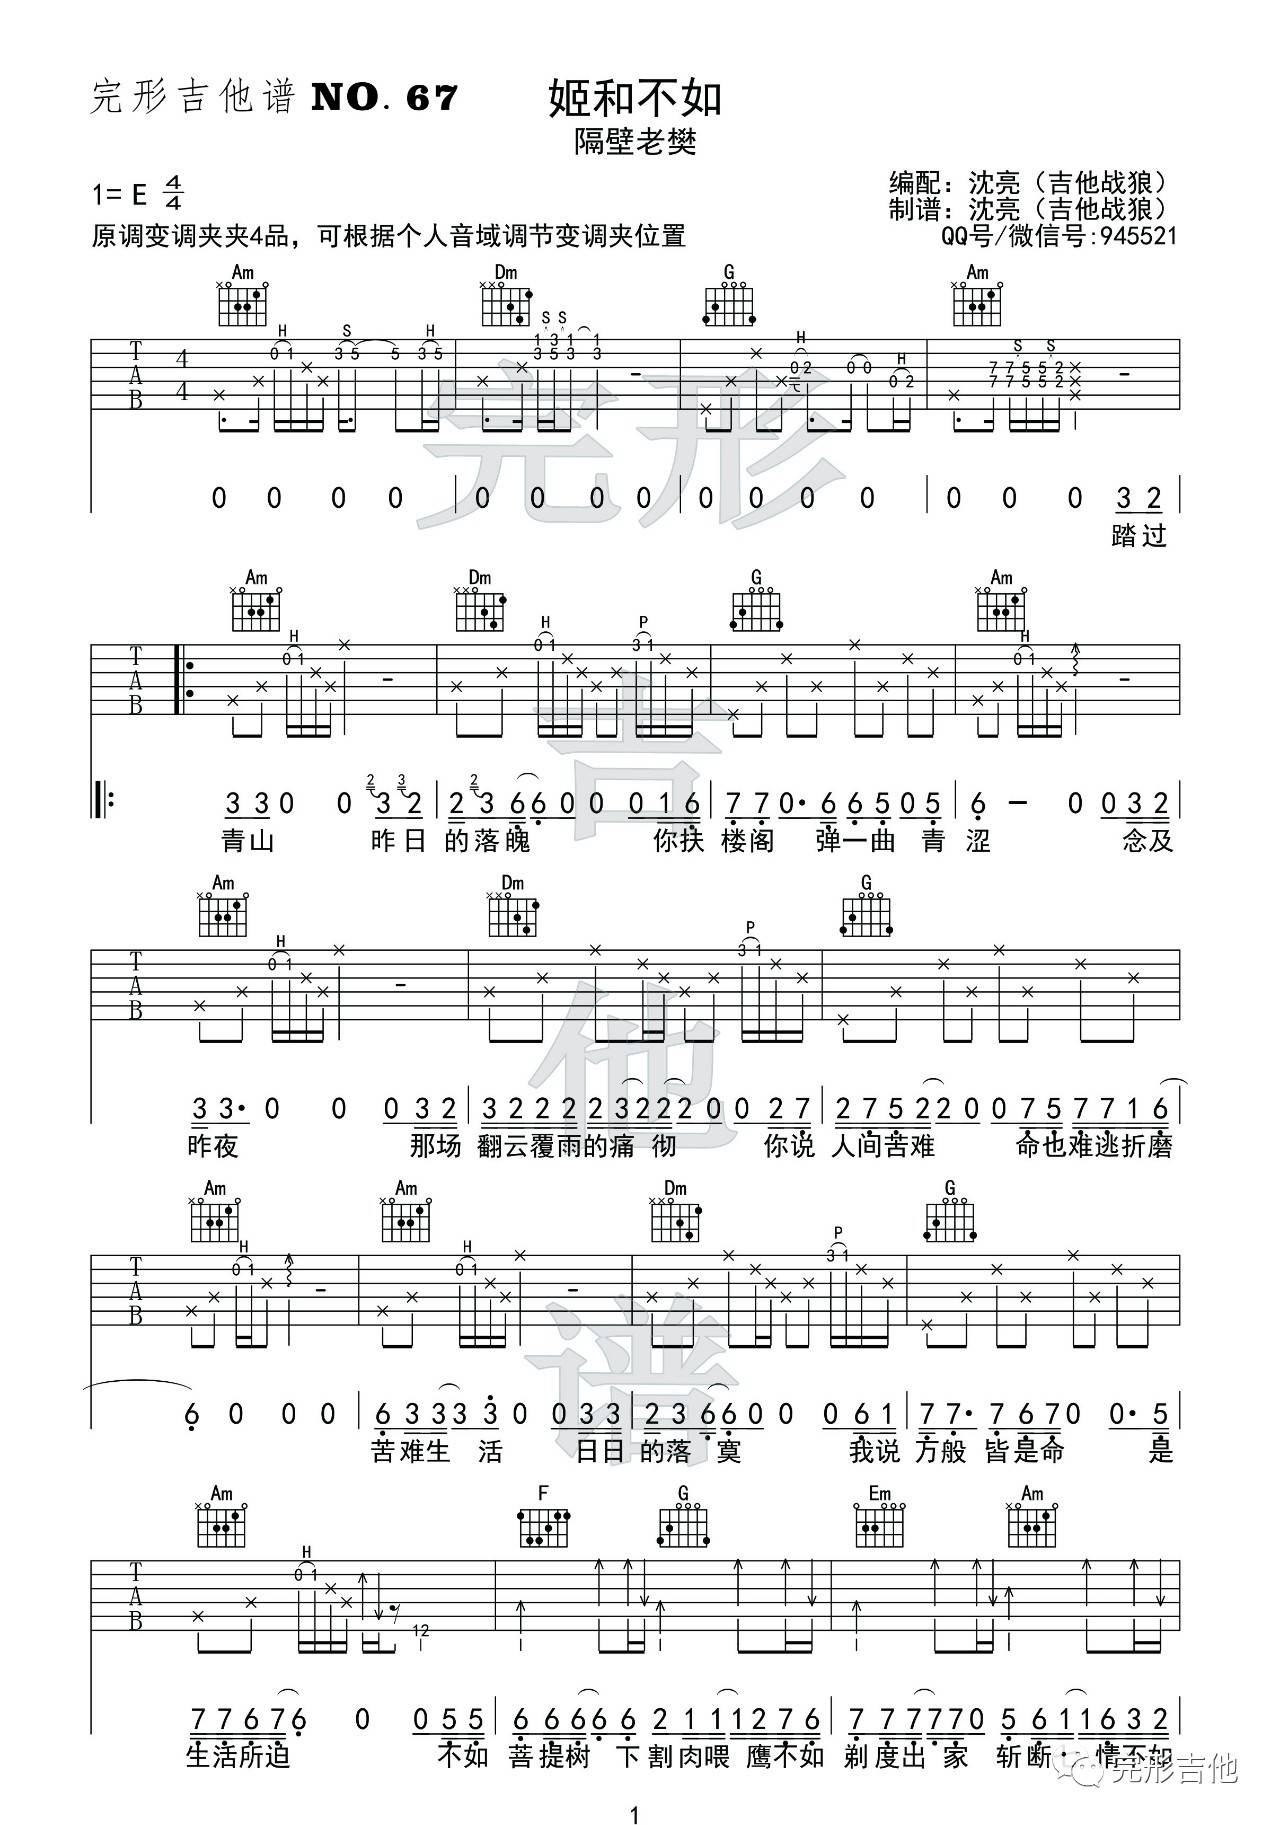 完形吉他谱 NO. 67
姬和不如
隔壁老樊
1= E 4/4
编配：沈亮（吉他战狼）
制谱：沈亮（吉他战狼）
原调变调夹夹4品，可根据个人音域调节变调夹位置
QQ号/微信号:945521
Am Dm G Am
H S H S S H H S S
T A B 4/4
0 0 0 0 0 0 0 0 0 0 0 0 0 0 0 3 2
踏过
Am Dm G Am
H H P H
T A B
3 3 0 0 3 2 2 3 6 6 0 0 0 1 6 7 7 0· 6 6 5 0 5 6 – 0 0 3 2
青山 昨日 的落魄 你扶 楼阁 弹一曲 青 涩 念及
Am Dm G
H P
T A B
3 3· 0 0 0 3 2 3 2 2 2 2 3 2 2 2 0 0 2 7 2 7 5 2 2 0 0 7 5 7 7 1 6
昨夜 那场 翻云覆雨的痛 彻 你说 人间苦难 命也难逃折磨
Am Am Dm G
H H P
T A B
6 0 0 0 6 3 3 3 3 0 0 3 3 2 3 6 6 0 0 0 6 1 7 7· 7 6 7 0 0· 5
苦难生 活 日日 的落 寞 我说 万般 皆是命 是
Am F G Em Am
H
T A B 12
7 7 6 7 6 0 0 5 5 6 6 6 6 6 2 1 1 1 2 7 6 7 7 7 7 0 5 6 1 1 6 3 2
生活所迫 不如 菩提树 下 割肉喂 鹰不如 剃度出 家 斩断 情不如
完形吉他
完形吉他谱
1